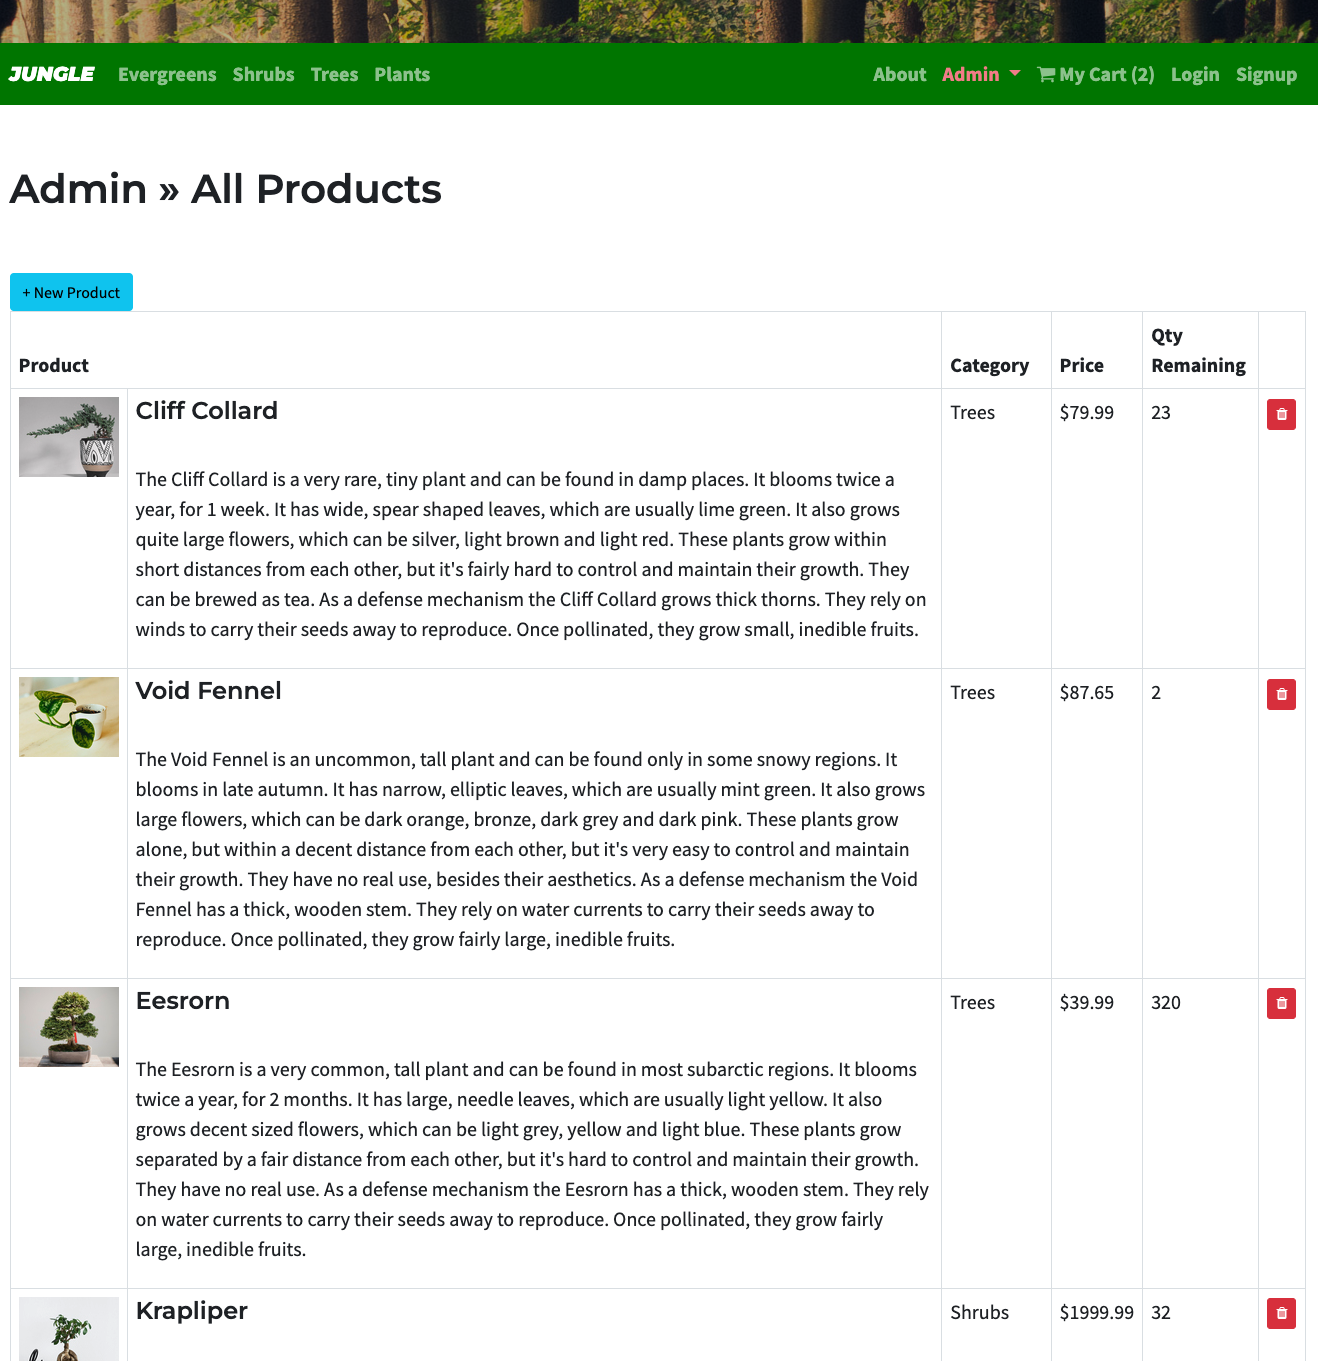 JUNGLE Evergreens Shrubs Trees Plants About Admin My Cart (2) Login Signup
Admin » All Products
+ New Product
Product Category Price Qty Remaining
Cliff Collard Trees $79.99 23
The Cliff Collard is a very rare, tiny plant and can be found in damp places. It blooms twice a
year, for 1 week. It has wide, spear shaped leaves, which are usually lime green. It also grows
quite large flowers, which can be silver, light brown and light red. These plants grow within
short distances from each other, but it's fairly hard to control and maintain their growth. They
can be brewed as tea. As a defense mechanism the Cliff Collard grows thick thorns. They rely on
winds to carry their seeds away to reproduce. Once pollinated, they grow small, inedible fruits.
Void Fennel Trees $87.65 2
The Void Fennel is an uncommon, tall plant and can be found only in some snowy regions. It
blooms in late autumn. It has narrow, elliptic leaves, which are usually mint green. It also grows
large flowers, which can be dark orange, bronze, dark grey and dark pink. These plants grow
alone, but within a decent distance from each other, but it's very easy to control and maintain
their growth. They have no real use, besides their aesthetics. As a defense mechanism the Void
Fennel has a thick, wooden stem. They rely on water currents to carry their seeds away to
reproduce. Once pollinated, they grow fairly large, inedible fruits.
Eesrorn Trees $39.99 320
The Eesrorn is a very common, tall plant and can be found in most subarctic regions. It blooms
twice a year, for 2 months. It has large, needle leaves, which are usually light yellow. It also
grows decent sized flowers, which can be light grey, yellow and light blue. These plants grow
separated by a fair distance from each other, but it's hard to control and maintain their growth.
They have no real use. As a defense mechanism the Eesrorn has a thick, wooden stem. They rely
on water currents to carry their seeds away to reproduce. Once pollinated, they grow fairly
large, inedible fruits.
Krapliper Shrubs $1999.99 32